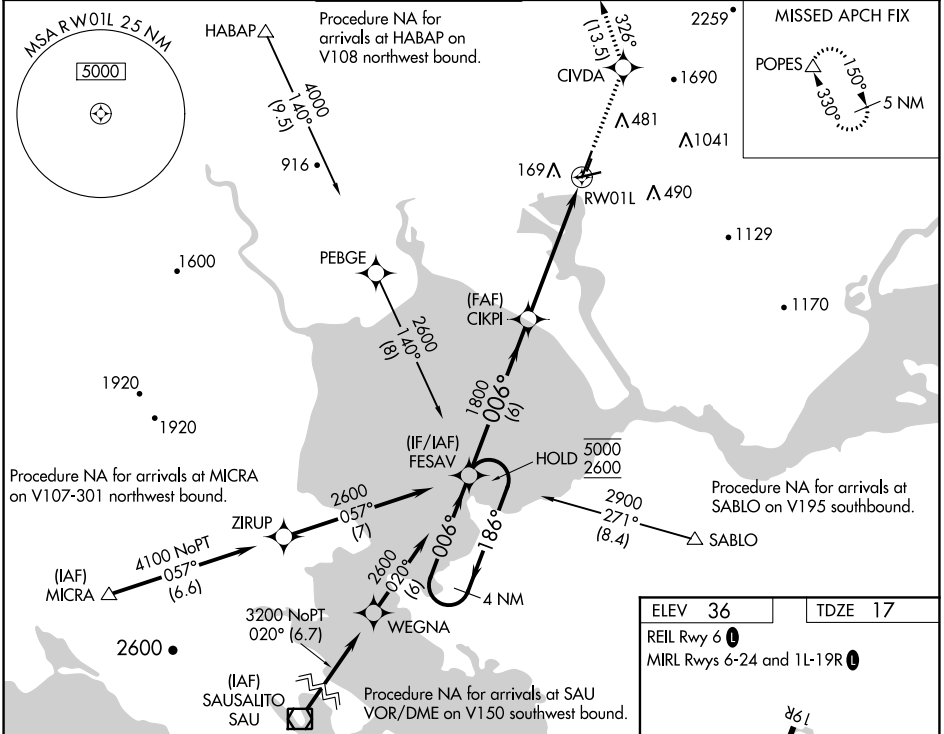 MSA RW01L 25 NM
5000
HABAP
Procedure NA for
arrivals at HABAP on
V108 northwest bound.
4000
140°
(9.5)
916
326°
(13.5)
CIVDA
2259
1690
481
1041
169
RW01L
490
MISSED APCH FIX
POPES
150°
330°
5 NM
1600
PEBGE
2600
140°
(8)
(FAF)
CIKPI
1129
1170
1920
1920
1800
006°
(6)
(IF/IAF)
FESAV
HOLD
5000
2600
Procedure NA for arrivals at MICRA
on V107-301 northwest bound.
Procedure NA for arrivals at
SABLO on V195 southbound.
ZIRUP
2600
057°
(7)
2900
271°
(8.4)
SABLO
4100 NoPT
057°
(6.6)
(IAF)
MICRA
006°
186°
4 NM
2600
020°
(6)
WEGNA
3200 NoPT
020° (6.7)
2600
(IAF)
SAUSALITO
SAU
Procedure NA for arrivals at SAU
VOR/DME on V150 southwest bound.
ELEV 36
TDZE 17
REIL Rwy 6 L
MIRL Rwys 6-24 and 1L-19R L
19R